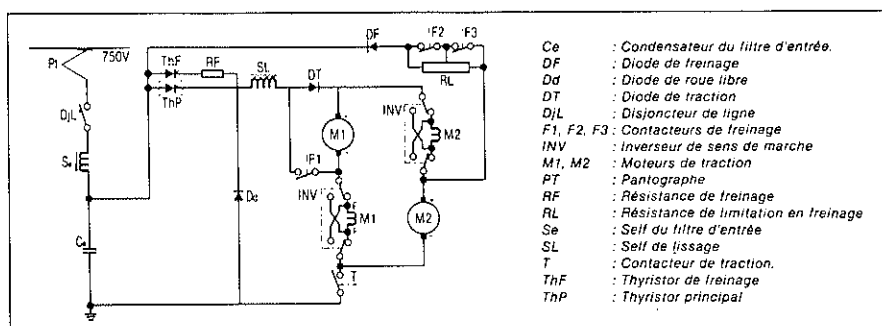 750V
Pt
DjL
Se
Ce
ThF
ThP
RF
SL
DT
DF
F2
F3
RL
INV
M1
M2
F1
INV
M1
M2
Dd
T
Ce : Condensateur du filtre d'entrée.
DF : Diode de freinage
Dd : Diode de roue libre
DT : Diode de traction
DjL : Disjoncteur de ligne
F1, F2, F3 : Contacteurs de freinage
INV : Inverseur de sens de marche
M1, M2 : Moteurs de traction
PT : Pantographe
RF : Résistance de freinage
RL : Résistance de limitation en freinage
Se : Self du filtre d'entrée
SL : Self de lissage
T : Contacteur de traction.
ThF : Thyristor de freinage
ThP : Thyristor principal